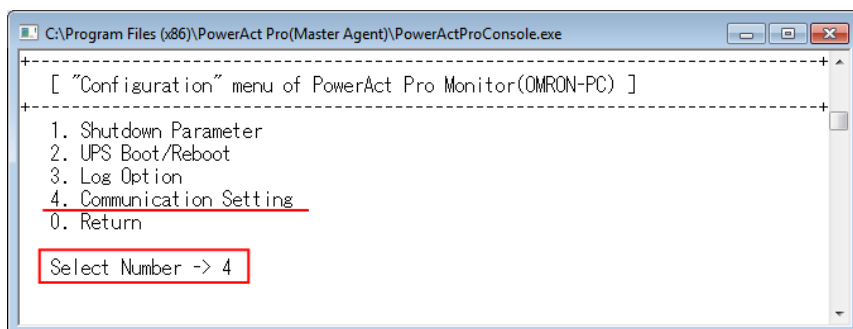 C:\Program Files (x86)\PowerAct Pro(Master Agent)\PowerActProConsole.exe
+-----------------------------------------------------------------------------+
[ "Configuration" menu of PowerAct Pro Monitor(OMRON-PC) ]
+-----------------------------------------------------------------------------+
1. Shutdown Parameter
2. UPS Boot/Reboot
3. Log Option
4. Communication Setting
0. Return
Select Number -> 4